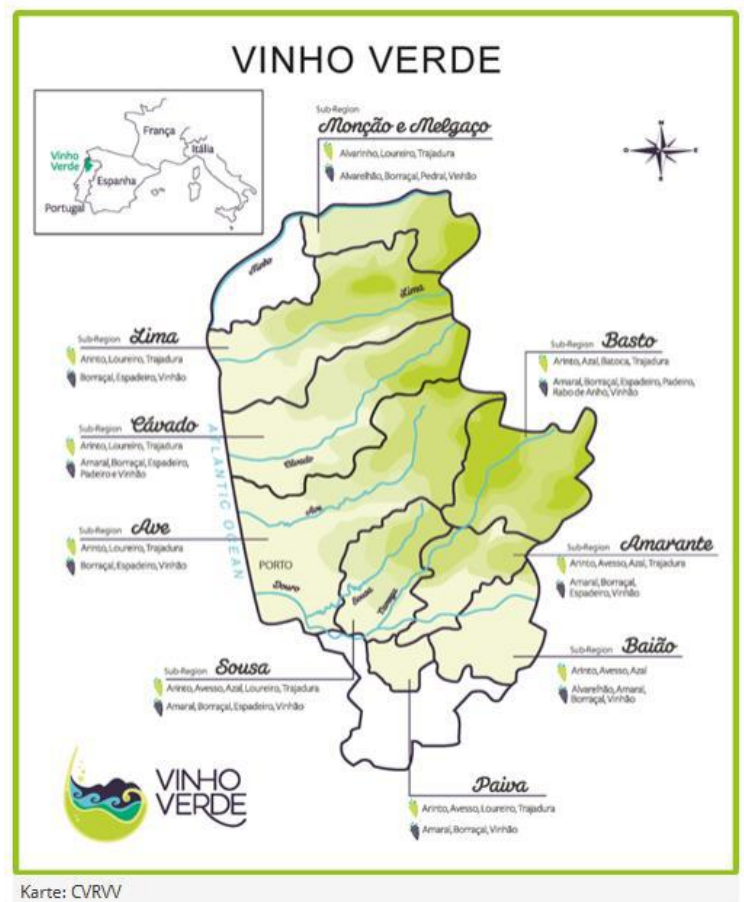 VINHO VERDE
França
Itália
Vinho
Verde
Espanha
Portugal
Sub-Region Monção e Melgaço
Alvarinho, Loureiro, Trajadura
Alvarelhão, Borraçal, Pedral, Vinhão
N
O
E
S
Minho
Lima
Sub-Region Lima
Arinto, Loureiro, Trajadura
Borraçal, Espadeiro, Vinhão
Sub-Region Basto
Arinto, Azal, Batoca, Trajadura
Amaral, Borraçal, Espadeiro, Padeiro,
Rabo de Anho, Vinhão
Sub-Region Cávado
Arinto, Loureiro, Trajadura
Amaral, Borraçal, Espadeiro,
Padeiro e Vinhão
ATLANTIC OCEAN
Cávado
Ave
Sub-Region Ave
Arinto, Loureiro, Trajadura
Borraçal, Espadeiro, Vinhão
PORTO
Douro
Sousa
Tâmega
Sub-Region Amarante
Arinto, Avesso, Azal, Trajadura
Amaral, Borraçal,
Espadeiro, Vinhão
Sub-Region Baião
Arinto, Avesso, Azal
Alvarelhão, Amaral,
Borraçal, Vinhão
Sub-Region Sousa
Arinto, Avesso, Azal, Loureiro, Trajadura
Amaral, Borraçal, Espadeiro, Vinhão
Paiva
Arinto, Avesso, Loureiro, Trajadura
Amaral, Borraçal, Vinhão
VINHO
VERDE
Karte: CVRVV